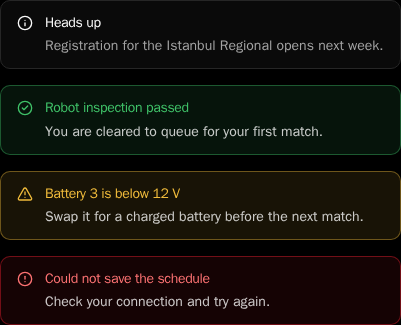 Heads up
Registration for the Istanbul Regional opens next week.
Robot inspection passed
You are cleared to queue for your first match.
Battery 3 is below 12 V
Swap it for a charged battery before the next match.
Could not save the schedule
Check your connection and try again.